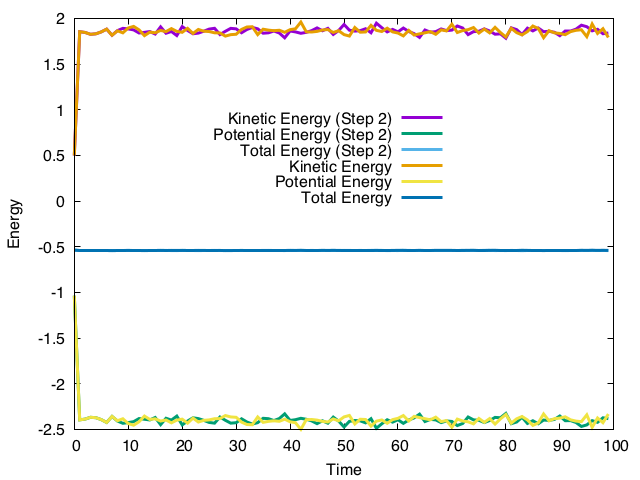 2
1.5
1
0.5
0
-0.5
-1
-1.5
-2
-2.5
Energy
Kinetic Energy (Step 2)
Potential Energy (Step 2)
Total Energy (Step 2)
Kinetic Energy
Potential Energy
Total Energy
0 10 20 30 40 50 60 70 80 90 100
Time